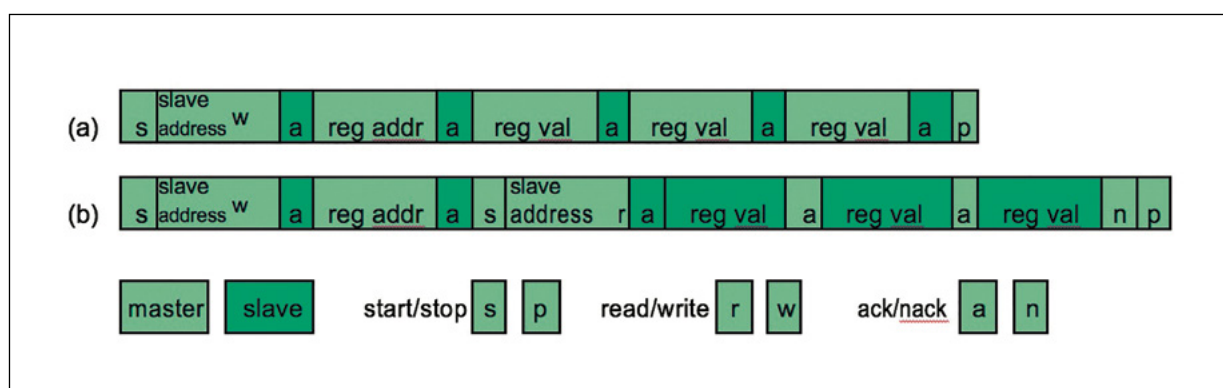 (a) s slave address w a reg addr a reg val a reg val a reg val a p
(b) s slave address w a reg addr a s slave address r a reg val a reg val a reg val n p
master slave start/stop s p read/write r w ack/nack a n